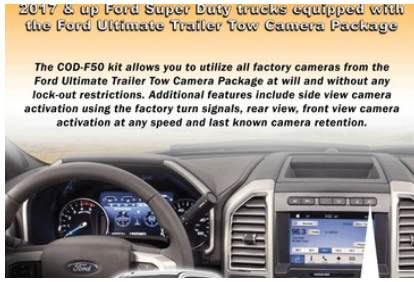 2017 & up Ford Super Duty trucks equipped with
the Ford Ultimate Trailer Tow Camera Package
The COD-F50 kit allows you to utilize all factory cameras from the
Ford Ultimate Trailer Tow Camera Package at will and without any
lock-out restrictions. Additional features include side view camera
activation using the factory turn signals, rear view, front view camera
activation at any speed and last known camera retention.
Ford
96.3